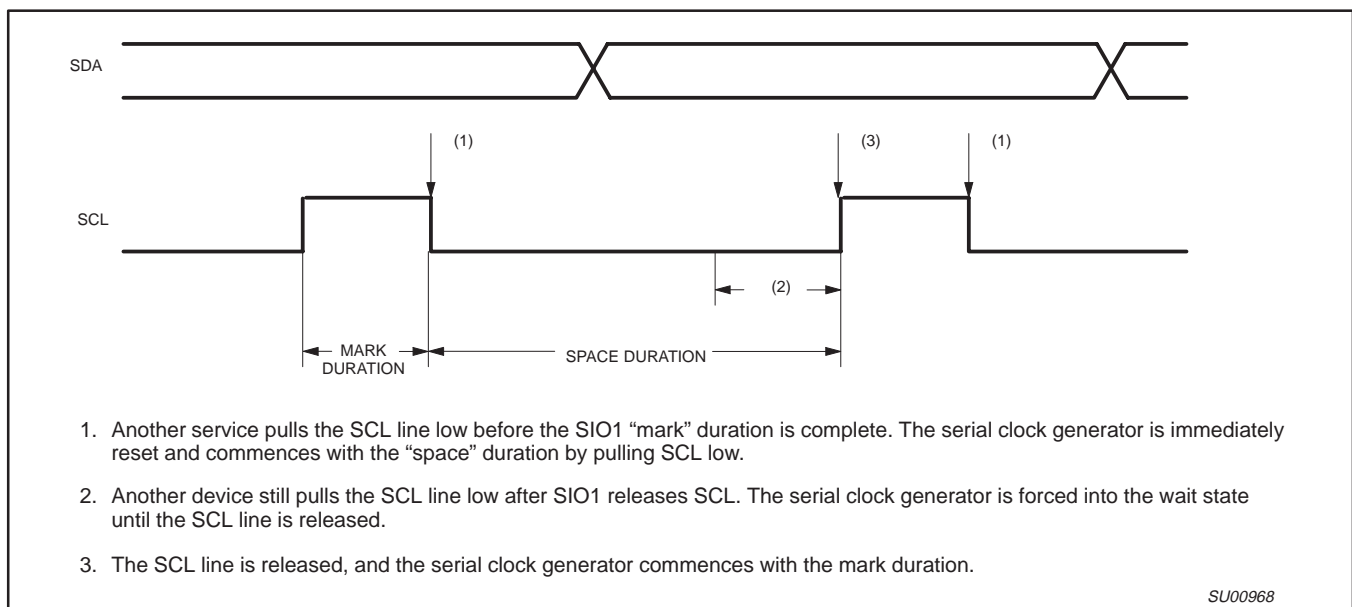 SDA
(1)
(3)
(1)
SCL
(2)
MARK
DURATION
SPACE DURATION
1. Another service pulls the SCL line low before the SIO1 “mark” duration is complete. The serial clock generator is immediately
reset and commences with the “space” duration by pulling SCL low.
2. Another device still pulls the SCL line low after SIO1 releases SCL. The serial clock generator is forced into the wait state
until the SCL line is released.
3. The SCL line is released, and the serial clock generator commences with the mark duration.
SU00968